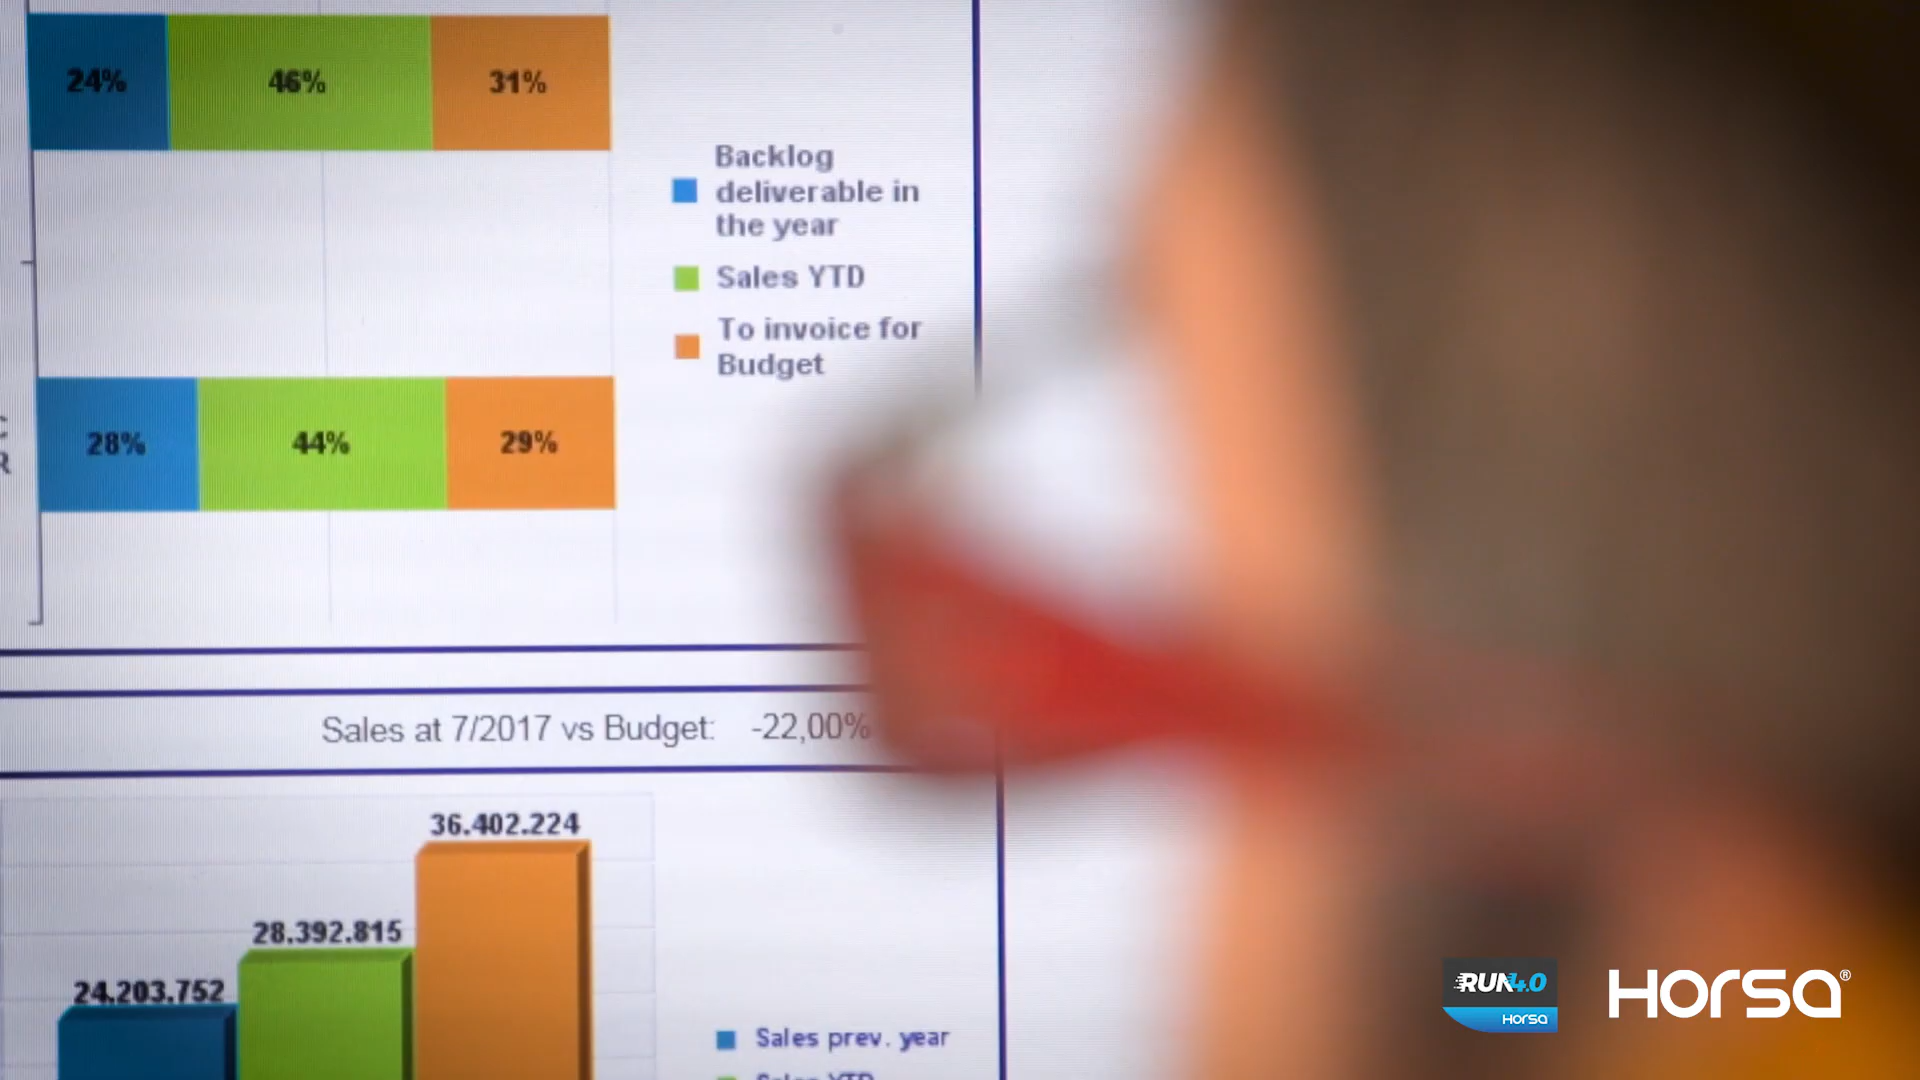 24% 46% 31%
Backlog
deliverable in
the year
Sales YTD
To invoice for
Budget
28% 44% 29%
Sales at 7/2017 vs Budget: -22,00%
36.402.224
28.392.815
24.203.752
Sales prev. year
Sales YTD
RUN4.0
Horsa
Horsa®